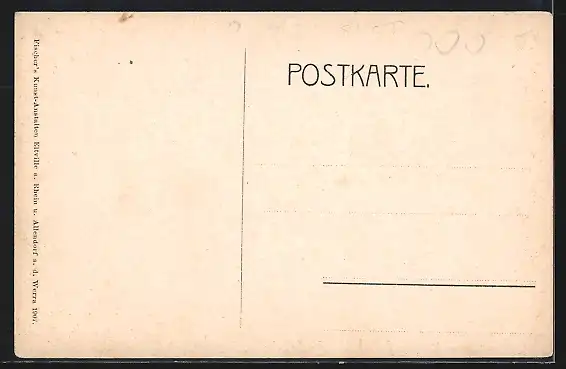 Fischer's Kunst-Anstalten Eltville a. Rhein u. Allendorf a. d. Werra 1907.
POSTKARTE.